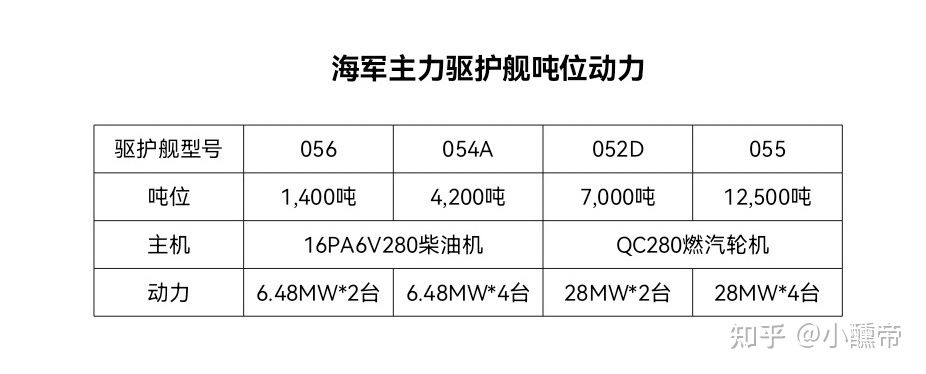 海军主力驱护舰吨位动力
驱护舰型号 056 054A 052D 055
吨位 1,400吨 4,200吨 7,000吨 12,500吨
主机 16PA6V280柴油机 QC280燃汽轮机
动力 6.48MW*2台 6.48MW*4台 28MW*2台 28MW*4台
知乎 @小醺帝